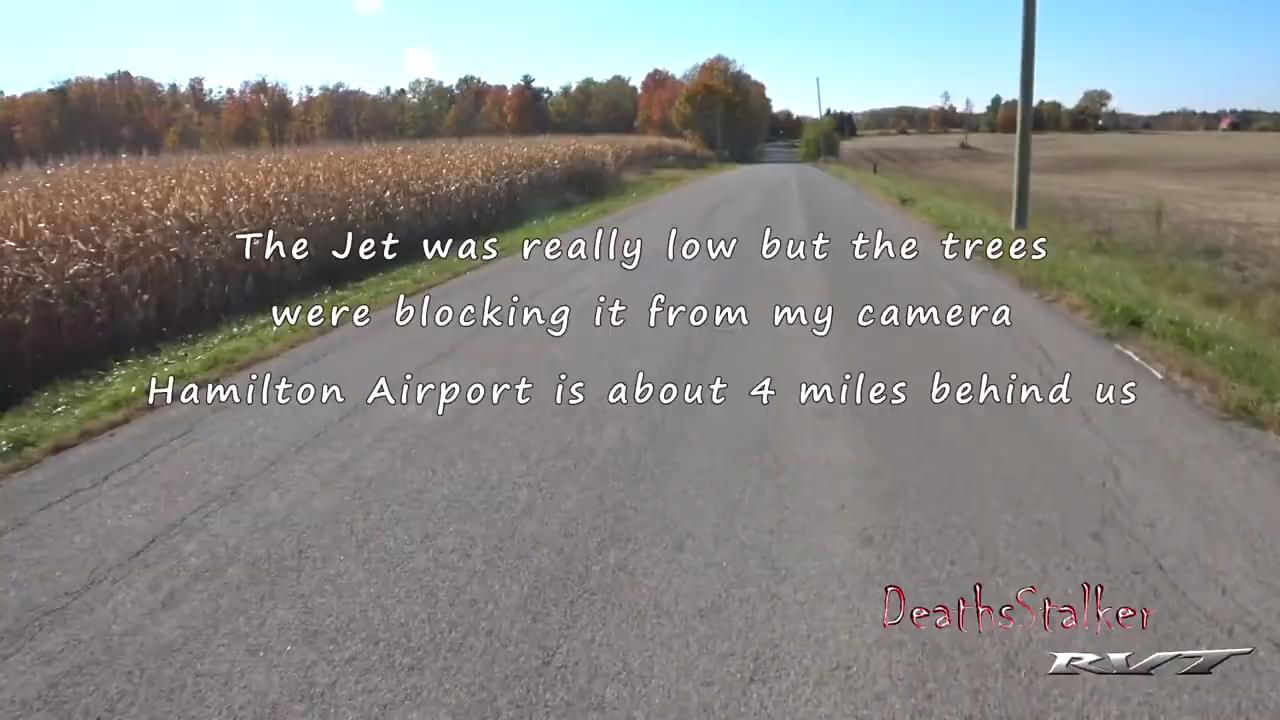 The Jet was really low but the trees
were blocking it from my camera
Hamilton Airport is about 4 miles behind us
DeathsStalker
RVT